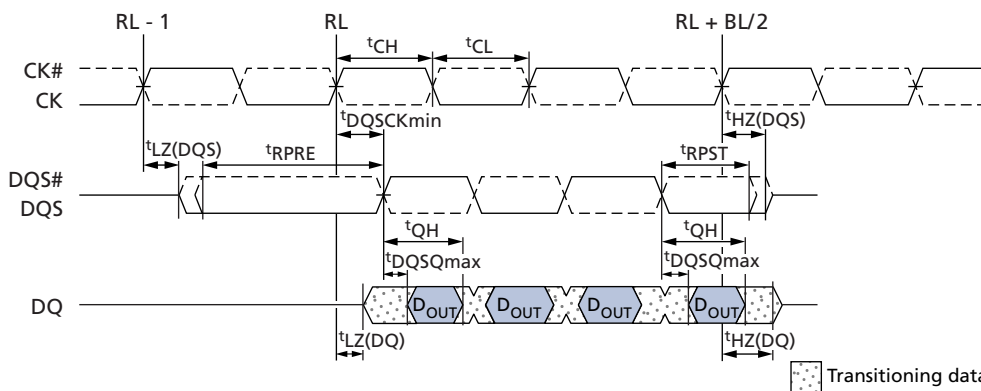 RL - 1 RL RL + BL/2
tCH tCL
CK#
CK
tDQSCKmin tHZ(DQS)
tLZ(DQS) tRPRE tRPST
DQS#
DQS
tQH tQH
tDQSQmax tDQSQmax
DQ DOUT DOUT DOUT DOUT
tLZ(DQ) tHZ(DQ)
Transitioning data